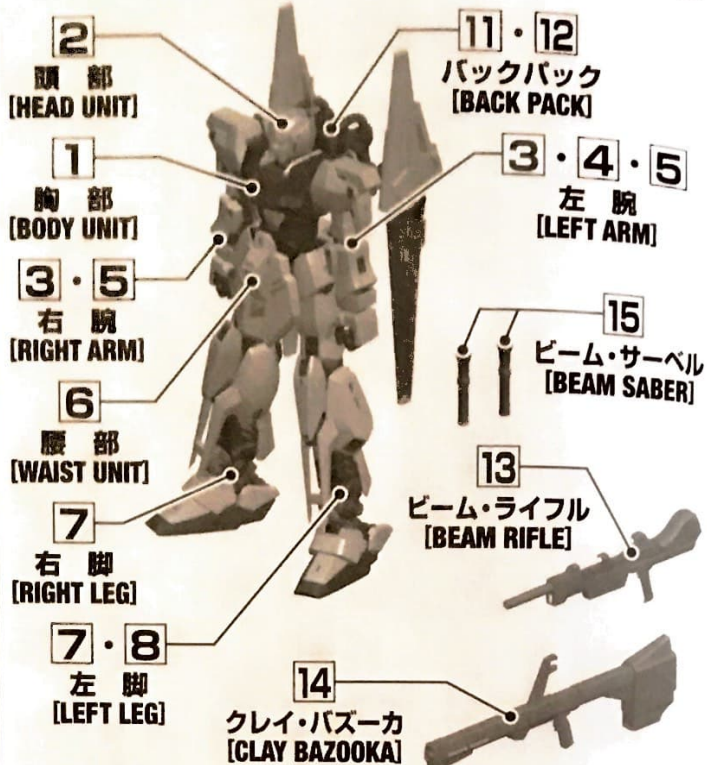 2
頭 部
[HEAD UNIT]
1
胸 部
[BODY UNIT]
3・5
右 腕
[RIGHT ARM]
6
腰 部
[WAIST UNIT]
7
右 脚
[RIGHT LEG]
7・8
左 脚
[LEFT LEG]
11・12
バックパック
[BACK PACK]
3・4・5
左 腕
[LEFT ARM]
15
ビーム・サーベル
[BEAM SABER]
13
ビーム・ライフル
[BEAM RIFLE]
14
クレイ・バズーカ
[CLAY BAZOOKA]